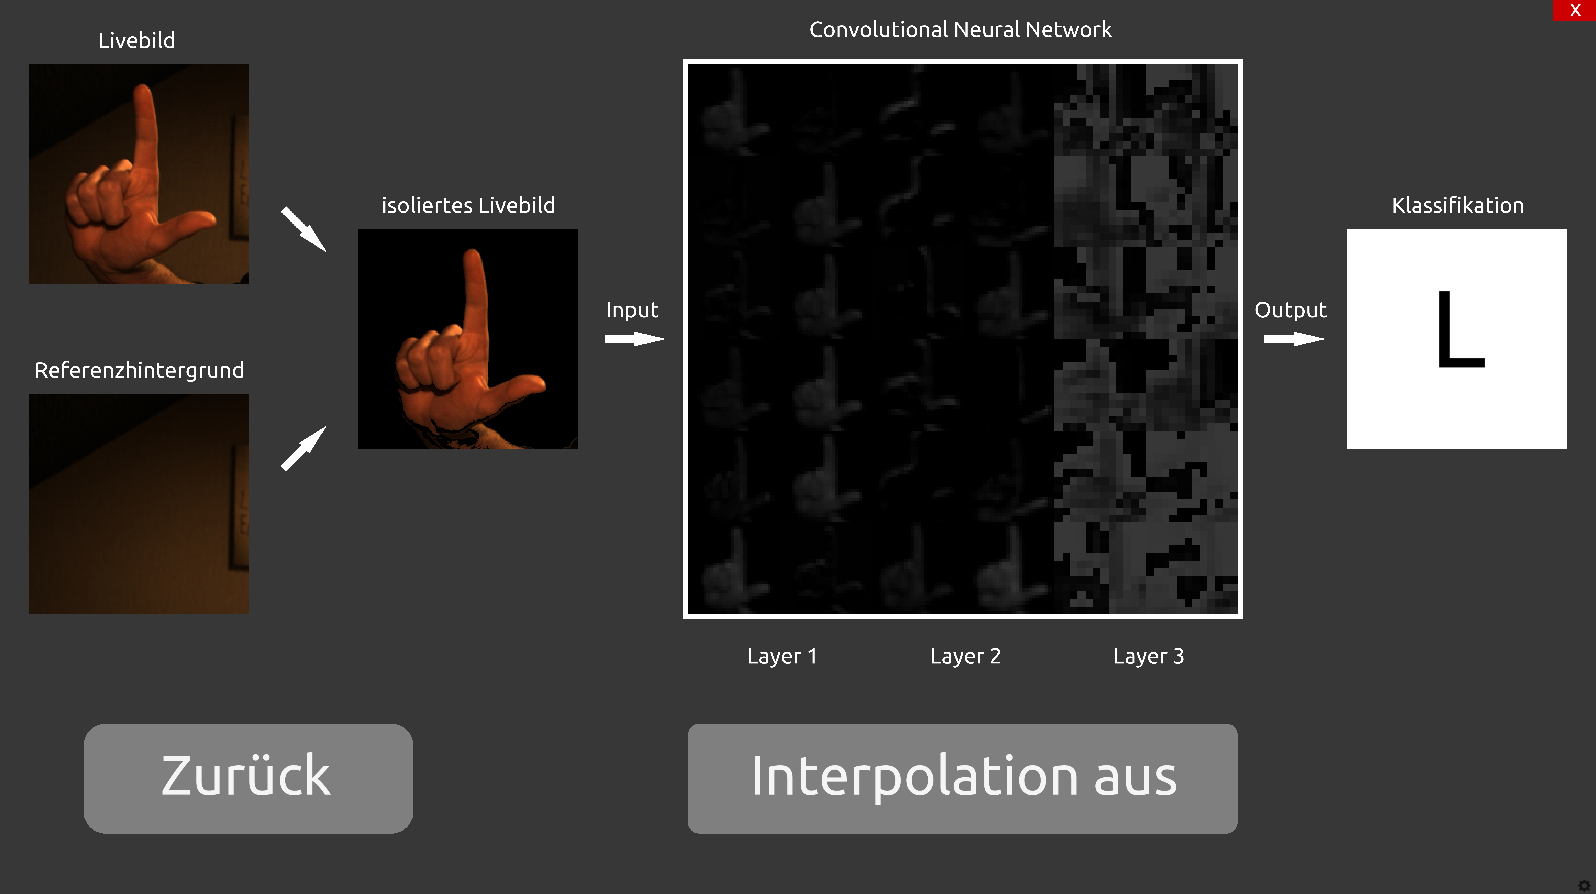 X
Livebild
Convolutional Neural Network
isoliertes Livebild
Klassifikation
Input
Output
L
Referenzhintergrund
Layer 1
Layer 2
Layer 3
Zurück
Interpolation aus